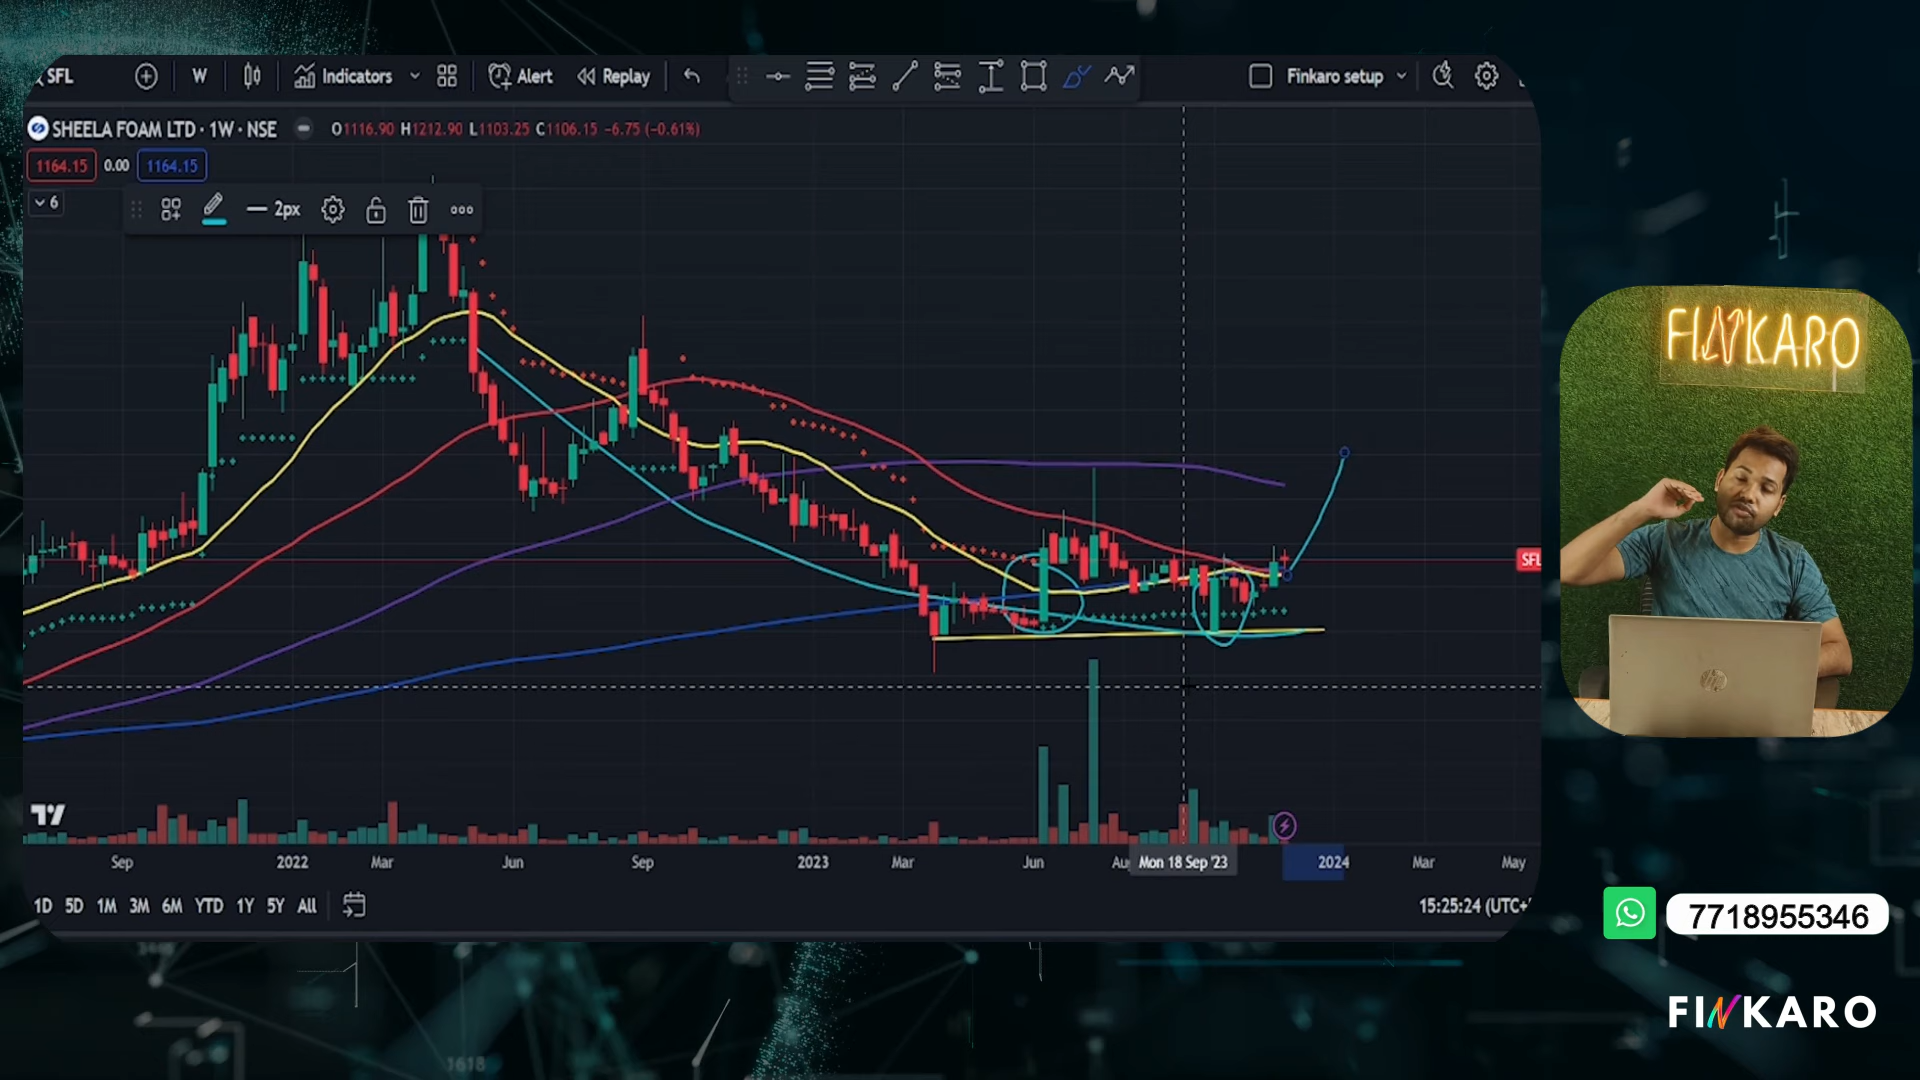 SFL
W
Indicators
Alert
Replay
Finkaro setup
SHEELA FOAM LTD · 1W · NSE
O1116.90 H1212.90 L1103.25 C1106.15 -6.75 (-0.61%)
1164.15
0.00
1164.15
6
2px
SFL
Sep
2022
Mar
Jun
Sep
2023
Mar
Jun
Mon 18 Sep '23
2024
Mar
May
1D 5D 1M 3M 6M YTD 1Y 5Y All
15:25:24 (UTC+
FINKARO
hp
7718955346
FINKARO
1618